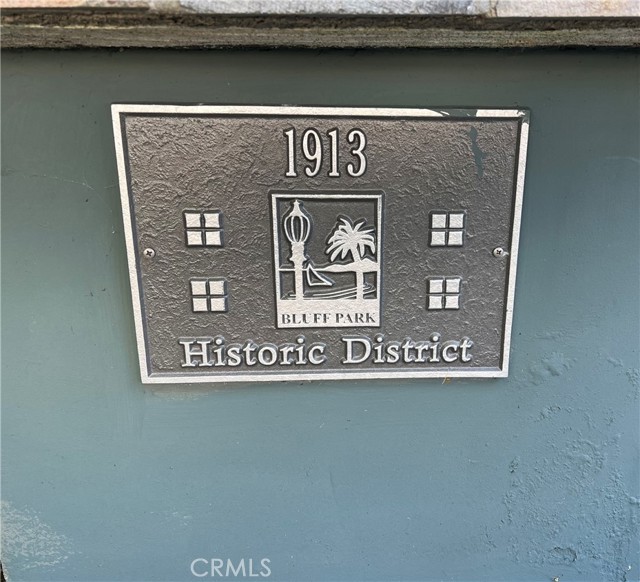 1913
BLUFF PARK
Historic District
CRMLS